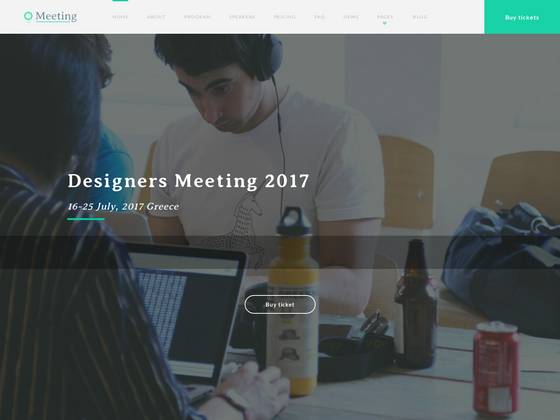 Meeting
HOME ABOUT PROGRAM SPEAKERS PRICING FAQ NEWS PAGES BLOG
Buy tickets
Designers Meeting 2017
16-25 July, 2017 Greece
Buy ticket